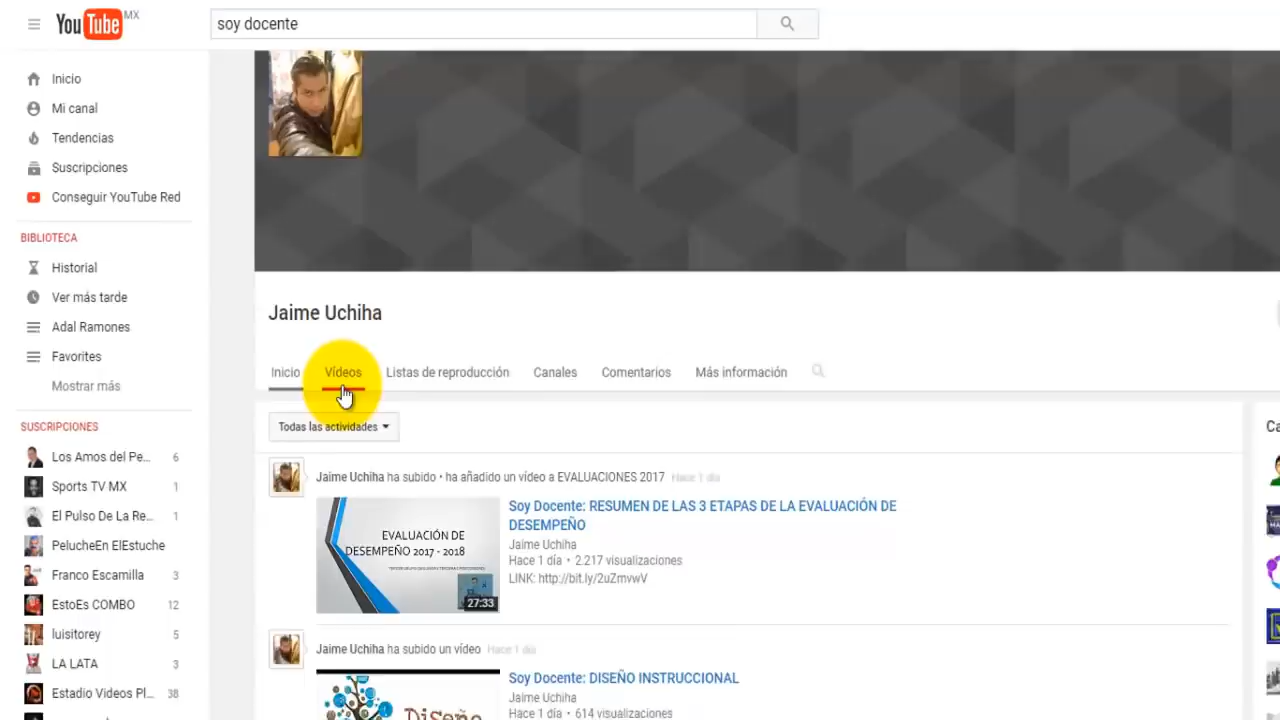 YouTube MX
soy docente
Inicio
Mi canal
Tendencias
Suscripciones
Conseguir YouTube Red
BIBLIOTECA
Historial
Ver más tarde
Adal Ramones
Favorites
Mostrar más
SUSCRIPCIONES
Los Amos del Pe... 6
Sports TV MX 1
El Pulso De La Re... 1
PelucheEn ElEstuche
Franco Escamilla 3
EstoEs COMBO 12
luisitorey 5
LA LATA 3
Estadio Videos Pl... 38
Jaime Uchiha
Inicio Vídeos Listas de reproducción Canales Comentarios Más información
Todas las actividades
Jaime Uchiha ha subido • ha añadido un vídeo a EVALUACIONES 2017 Hace 1 día
EVALUACIÓN DE
DESEMPEÑO 2017 - 2018
27:33
Soy Docente: RESUMEN DE LAS 3 ETAPAS DE LA EVALUACIÓN DE
DESEMPEÑO
Jaime Uchiha
Hace 1 día • 2.217 visualizaciones
LINK: http://bit.ly/2uZmvwV
Jaime Uchiha ha subido un vídeo Hace 1 día
Diseño
Soy Docente: DISEÑO INSTRUCCIONAL
Jaime Uchiha
Hace 1 día • 614 visualizaciones
Ca